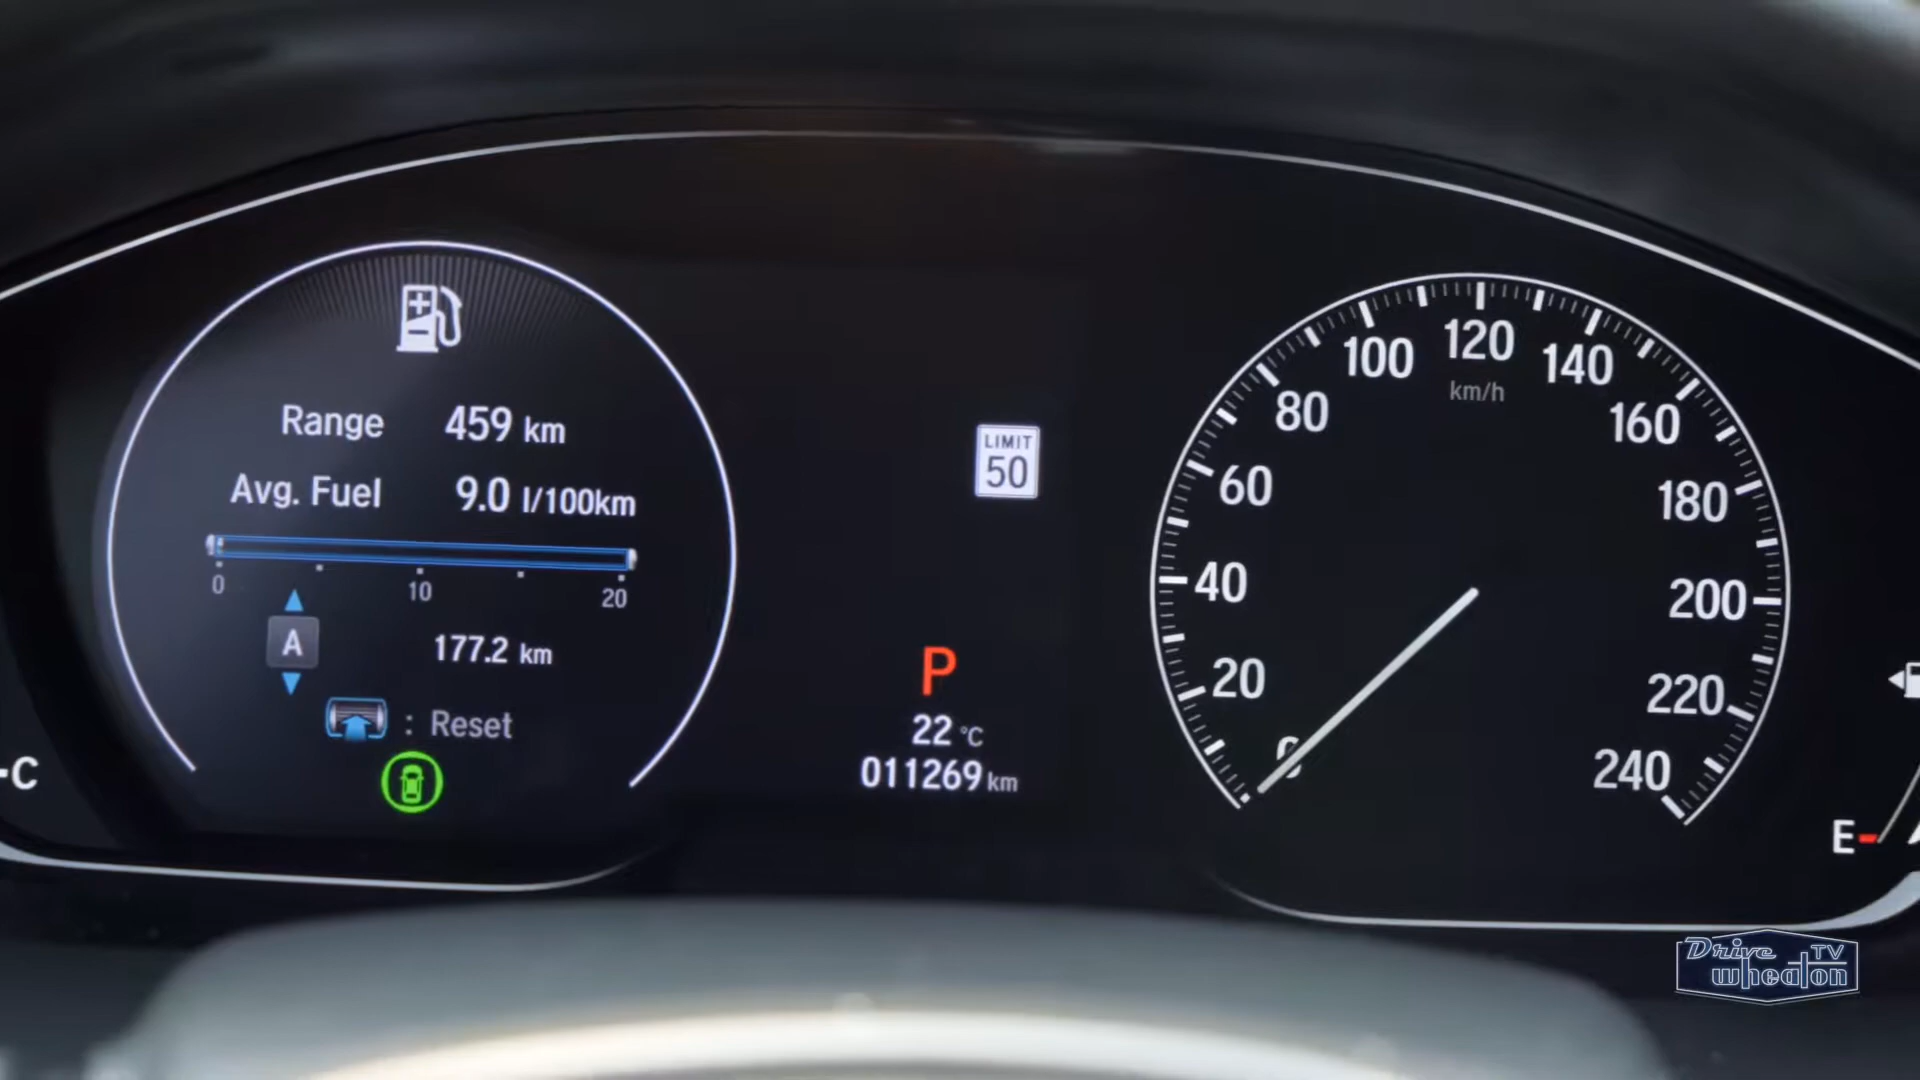 Range 459 km
Avg. Fuel 9.0 l/100km
0 10 20
A 177.2 km
: Reset
C
LIMIT
50
P
22 °C
011269 km
0
20
40
60
80
100
120
140
160
180
200
220
240
km/h
E
Drive TV
wheaton